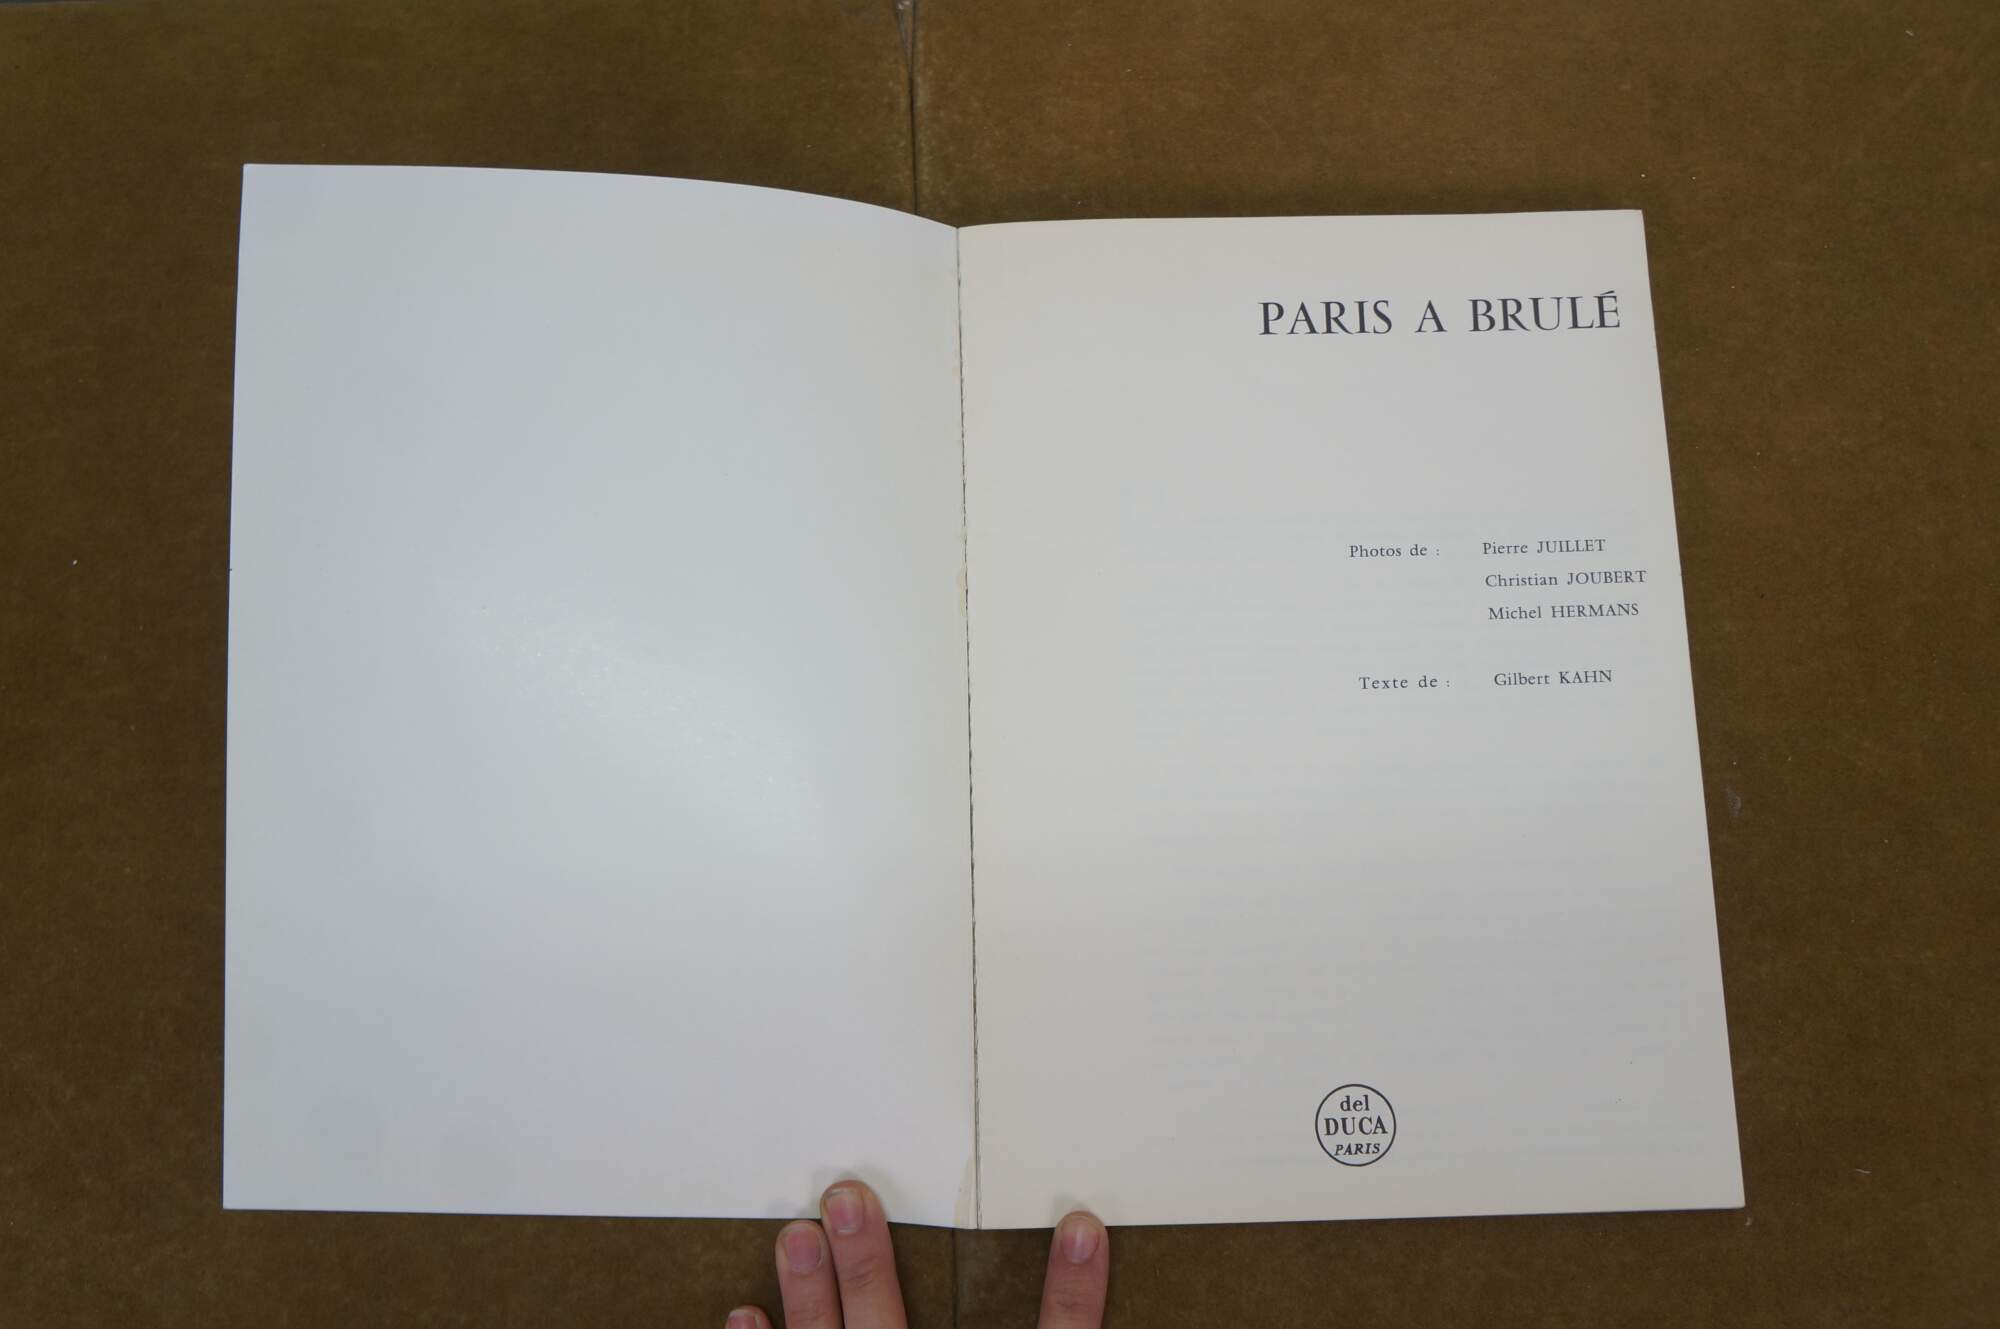 PARIS A BRULÉ
Photos de : Pierre JUILLET
Christian JOUBERT
Michel HERMANS
Texte de : Gilbert KAHN
del
DUCA
PARIS